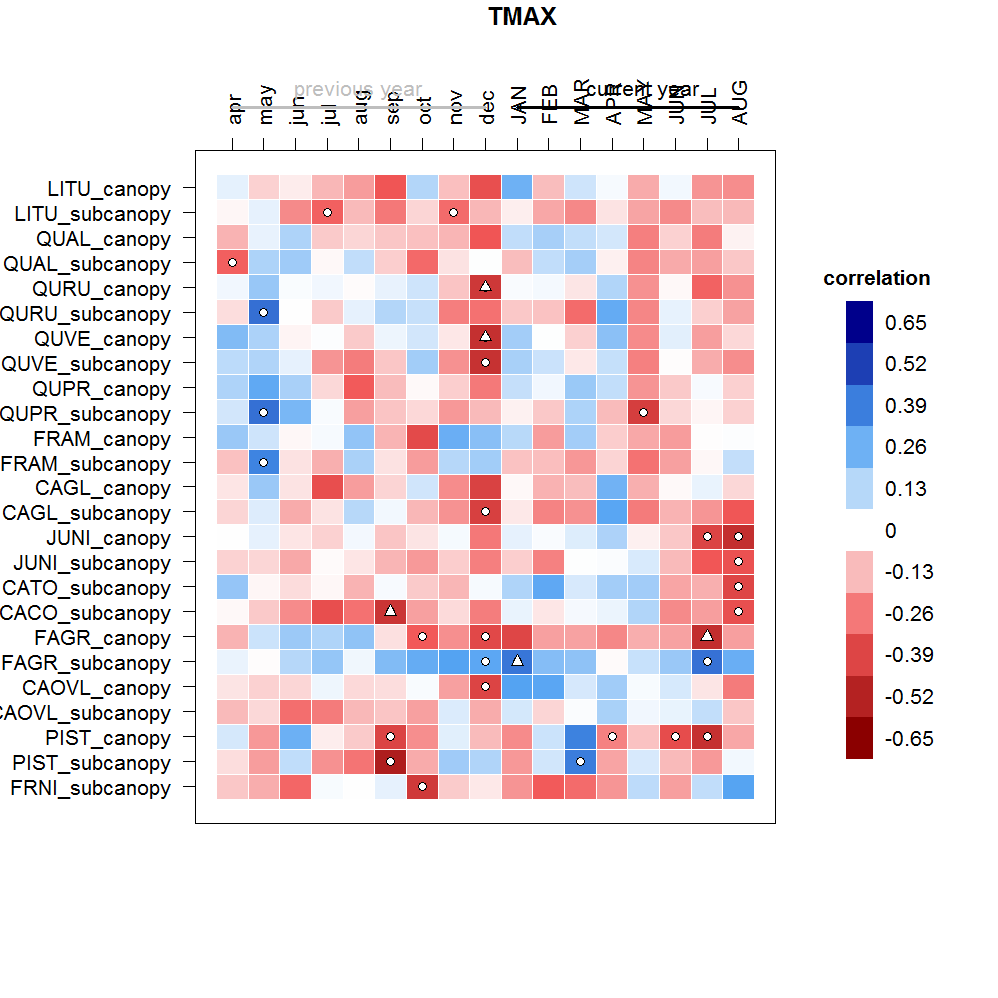 TMAX
previous year
current year
apr may jun jul aug sep oct nov dec JAN FEB MAR APR MAY JUN JUL AUG
LITU_canopy
LITU_subcanopy
QUAL_canopy
QUAL_subcanopy
QURU_canopy
QURU_subcanopy
QUVE_canopy
QUVE_subcanopy
QUPR_canopy
QUPR_subcanopy
FRAM_canopy
FRAM_subcanopy
CAGL_canopy
CAGL_subcanopy
JUNI_canopy
JUNI_subcanopy
CATO_subcanopy
CACO_subcanopy
FAGR_canopy
FAGR_subcanopy
CAOVL_canopy
CAOVL_subcanopy
PIST_canopy
PIST_subcanopy
FRNI_subcanopy
correlation
0.65
0.52
0.39
0.26
0.13
0
-0.13
-0.26
-0.39
-0.52
-0.65